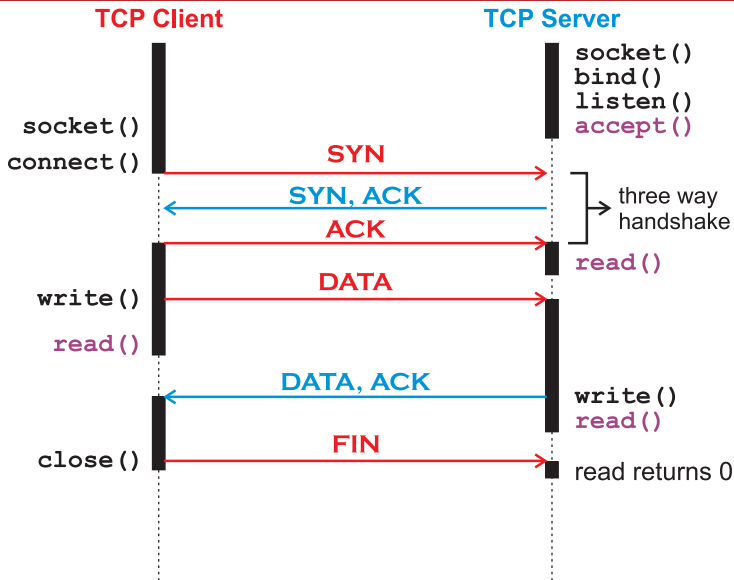 TCP Client
TCP Server
socket()
bind()
listen()
accept()
socket()
connect()
SYN
SYN, ACK
three way
handshake
ACK
read()
DATA
write()
read()
DATA, ACK
write()
read()
FIN
close()
read returns 0